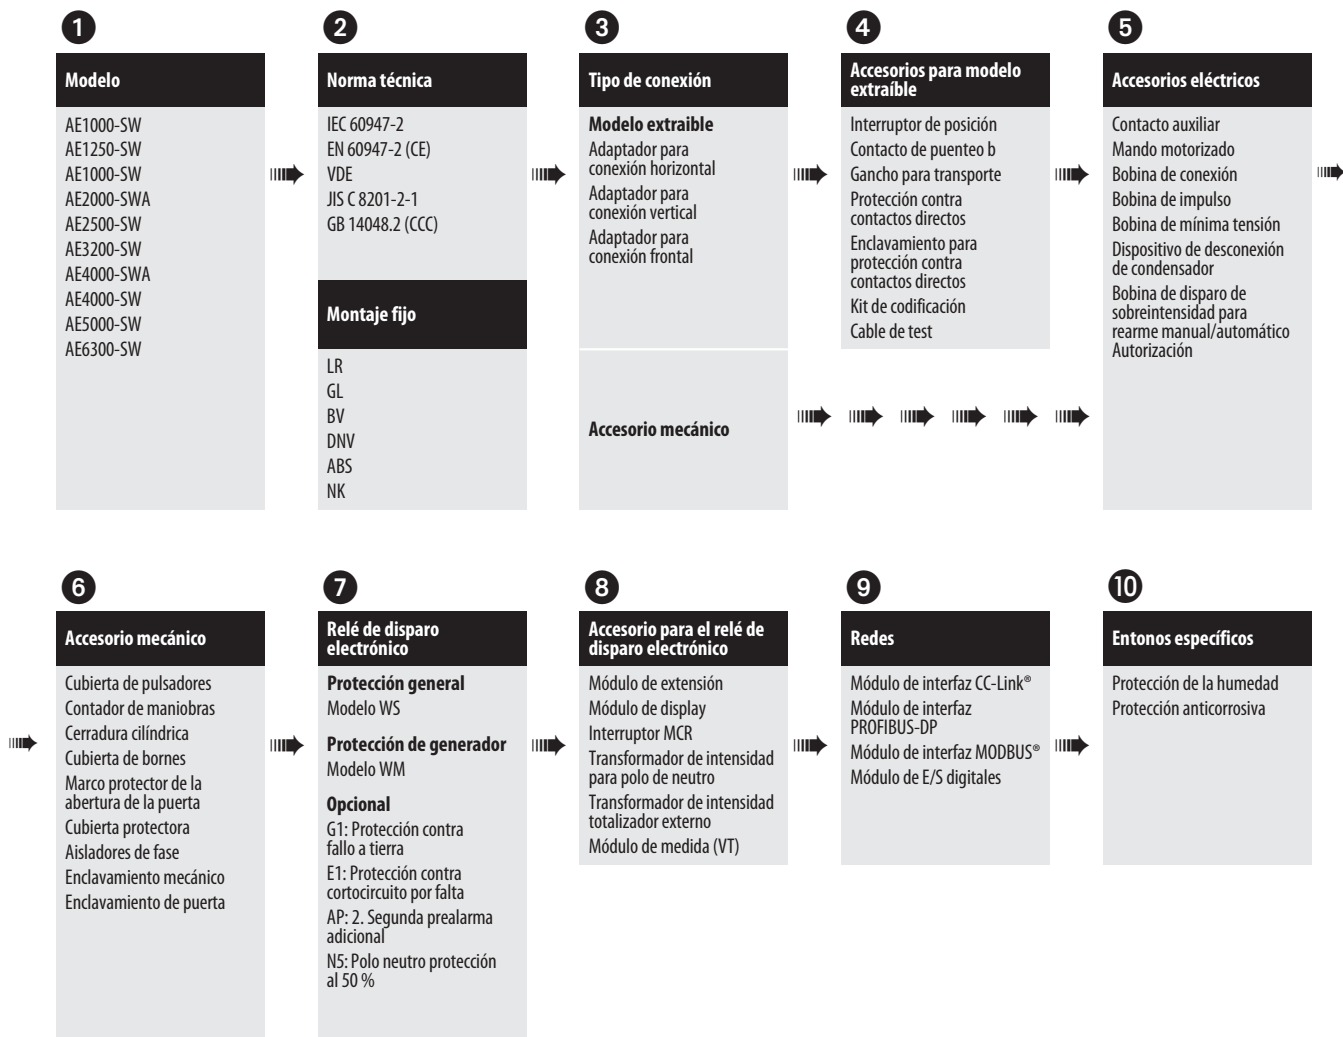 1
Modelo
AE1000-SW
AE1250-SW
AE1000-SW
AE2000-SWA
AE2500-SW
AE3200-SW
AE4000-SWA
AE4000-SW
AE5000-SW
AE6300-SW
2
Norma técnica
IEC 60947-2
EN 60947-2 (CE)
VDE
JIS C 8201-2-1
GB 14048.2 (CCC)
Montaje fijo
LR
GL
BV
DNV
ABS
NK
3
Tipo de conexión
Modelo extraible
Adaptador para
conexión horizontal
Adaptador para
conexión vertical
Adaptador para
conexión frontal
Accesorio mecánico
4
Accesorios para modelo
extraíble
Interruptor de posición
Contacto de puenteo b
Gancho para transporte
Protección contra
contactos directos
Enclavamiento para
protección contra
contactos directos
Kit de codificación
Cable de test
5
Accesorios eléctricos
Contacto auxiliar
Mando motorizado
Bobina de conexión
Bobina de impulso
Bobina de mínima tensión
Dispositivo de desconexión
de condensador
Bobina de disparo de
sobreintensidad para
rearme manual/automático
Autorización
6
Accesorio mecánico
Cubierta de pulsadores
Contador de maniobras
Cerradura cilíndrica
Cubierta de bornes
Marco protector de la
abertura de la puerta
Cubierta protectora
Aisladores de fase
Enclavamiento mecánico
Enclavamiento de puerta
7
Relé de disparo
electrónico
Protección general
Modelo WS
Protección de generador
Modelo WM
Opcional
G1: Protección contra
fallo a tierra
E1: Protección contra
cortocircuito por falta
AP: 2. Segunda prealarma
adicional
N5: Polo neutro protección
al 50 %
8
Accesorio para el relé de
disparo electrónico
Módulo de extensión
Módulo de display
Interruptor MCR
Transformador de intensidad
para polo de neutro
Transformador de intensidad
totalizador externo
Módulo de medida (VT)
9
Redes
Módulo de interfaz CC-Link®
Módulo de interfaz
PROFIBUS-DP
Módulo de interfaz MODBUS®
Módulo de E/S digitales
10
Entonos específicos
Protección de la humedad
Protección anticorrosiva